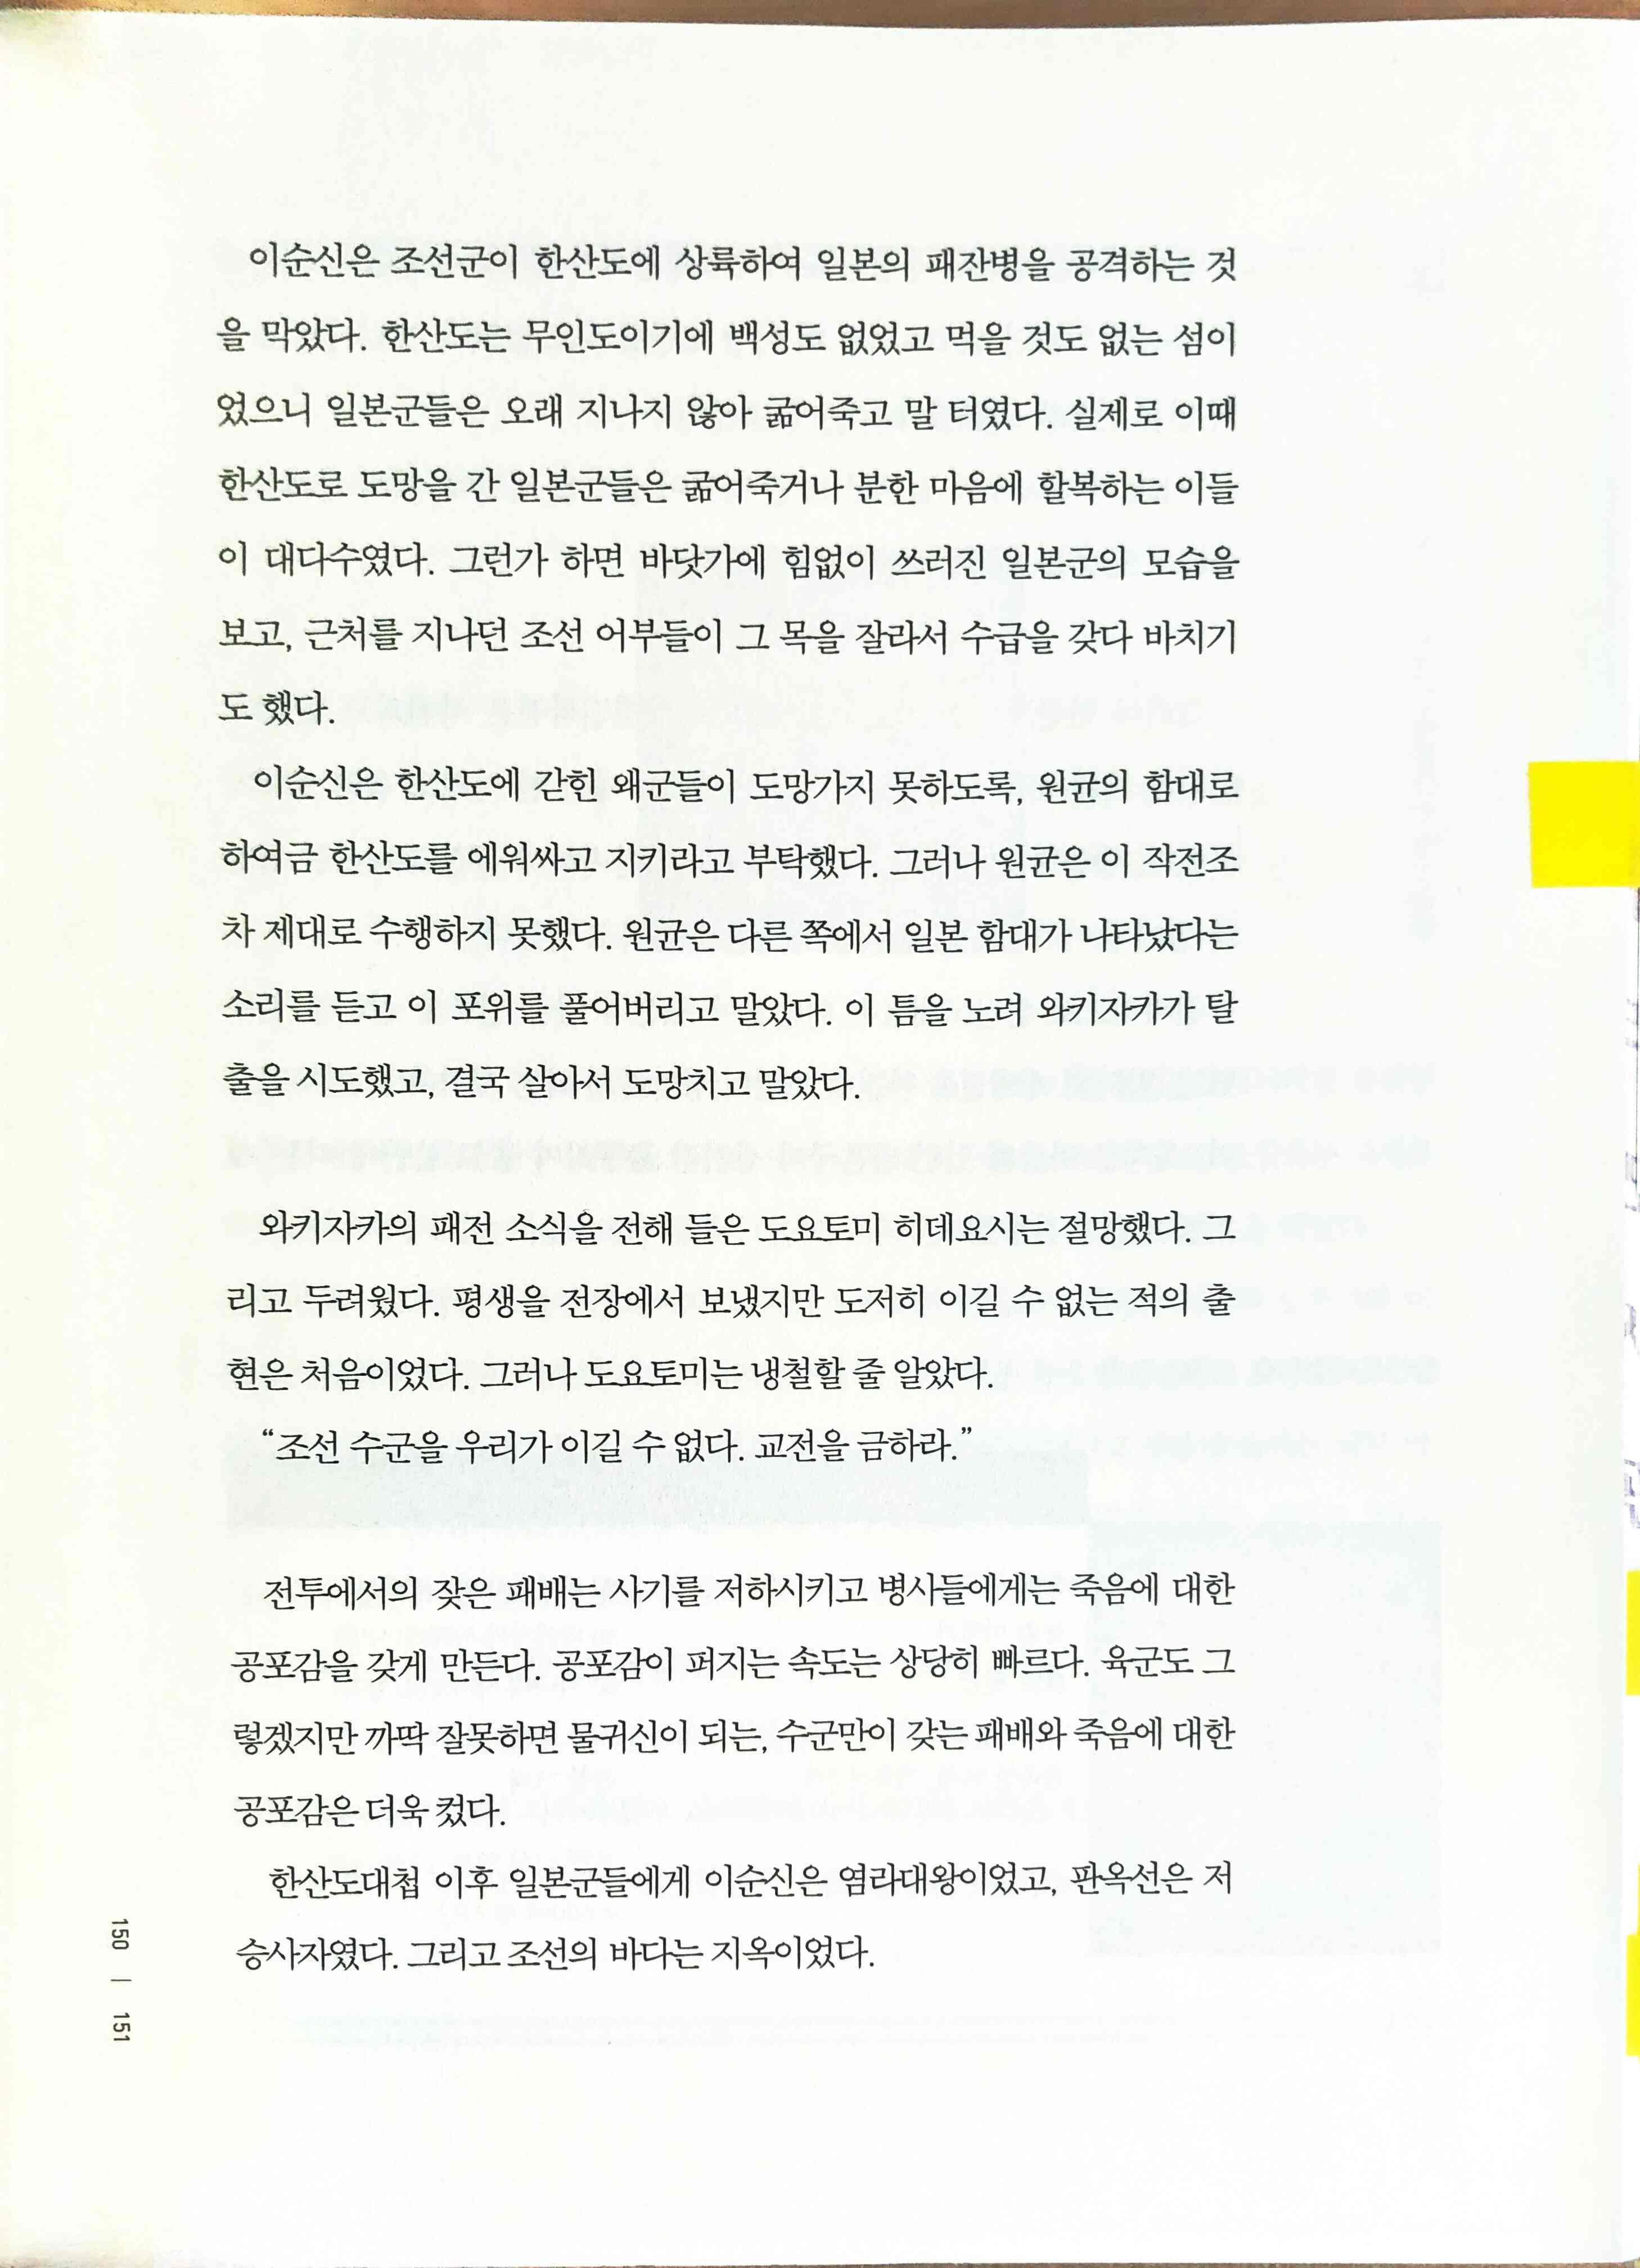 이순신은 조선군이 한산도에 상륙하여 일본의 패잔병을 공격하는 것
을 막았다. 한산도는 무인도이기에 백성도 없었고 먹을 것도 없는 섬이
었으니 일본군들은 오래 지나지 않아 굶어죽고 말 터였다. 실제로 이때
한산도로 도망을 간 일본군들은 굶어죽거나 분한 마음에 할복하는 이들
이 대다수였다. 그런가 하면 바닷가에 힘없이 쓰러진 일본군의 모습을
보고, 근처를 지나던 조선 어부들이 그 목을 잘라서 수급을 갖다 바치기
도 했다.
이순신은 한산도에 갇힌 왜군들이 도망가지 못하도록, 원균의 함대로
하여금 한산도를 에워싸고 지키라고 부탁했다. 그러나 원균은 이 작전조
차 제대로 수행하지 못했다. 원균은 다른 쪽에서 일본 함대가 나타났다는
소리를 듣고 이 포위를 풀어버리고 말았다. 이 틈을 노려 와키자카가 탈
출을 시도했고, 결국 살아서 도망치고 말았다.
와키자카의 패전 소식을 전해 들은 도요토미 히데요시는 절망했다. 그
리고 두려웠다. 평생을 전장에서 보냈지만 도저히 이길 수 없는 적의 출
현은 처음이었다. 그러나 도요토미는 냉철할 줄 알았다.
“조선 수군을 우리가 이길 수 없다. 교전을 금하라.”
전투에서의 잦은 패배는 사기를 저하시키고 병사들에게는 죽음에 대한
공포감을 갖게 만든다. 공포감이 퍼지는 속도는 상당히 빠르다. 육군도 그
렇겠지만 까딱 잘못하면 물귀신이 되는, 수군만이 갖는 패배와 죽음에 대한
공포감은 더욱 컸다.
한산도대첩 이후 일본군들에게 이순신은 염라대왕이었고, 판옥선은 저
승사자였다. 그리고 조선의 바다는 지옥이었다.
150 | 151